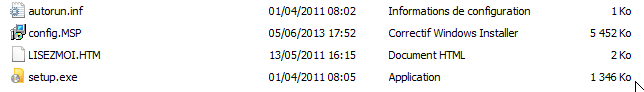 autorun.inf 01/04/2011 08:02 Informations de configuration 1 Ko
config.MSP 05/06/2013 17:52 Correctif Windows Installer 5 452 Ko
LISEZMOI.HTM 13/05/2011 16:15 Document HTML 2 Ko
setup.exe 01/04/2011 08:05 Application 1 346 Ko